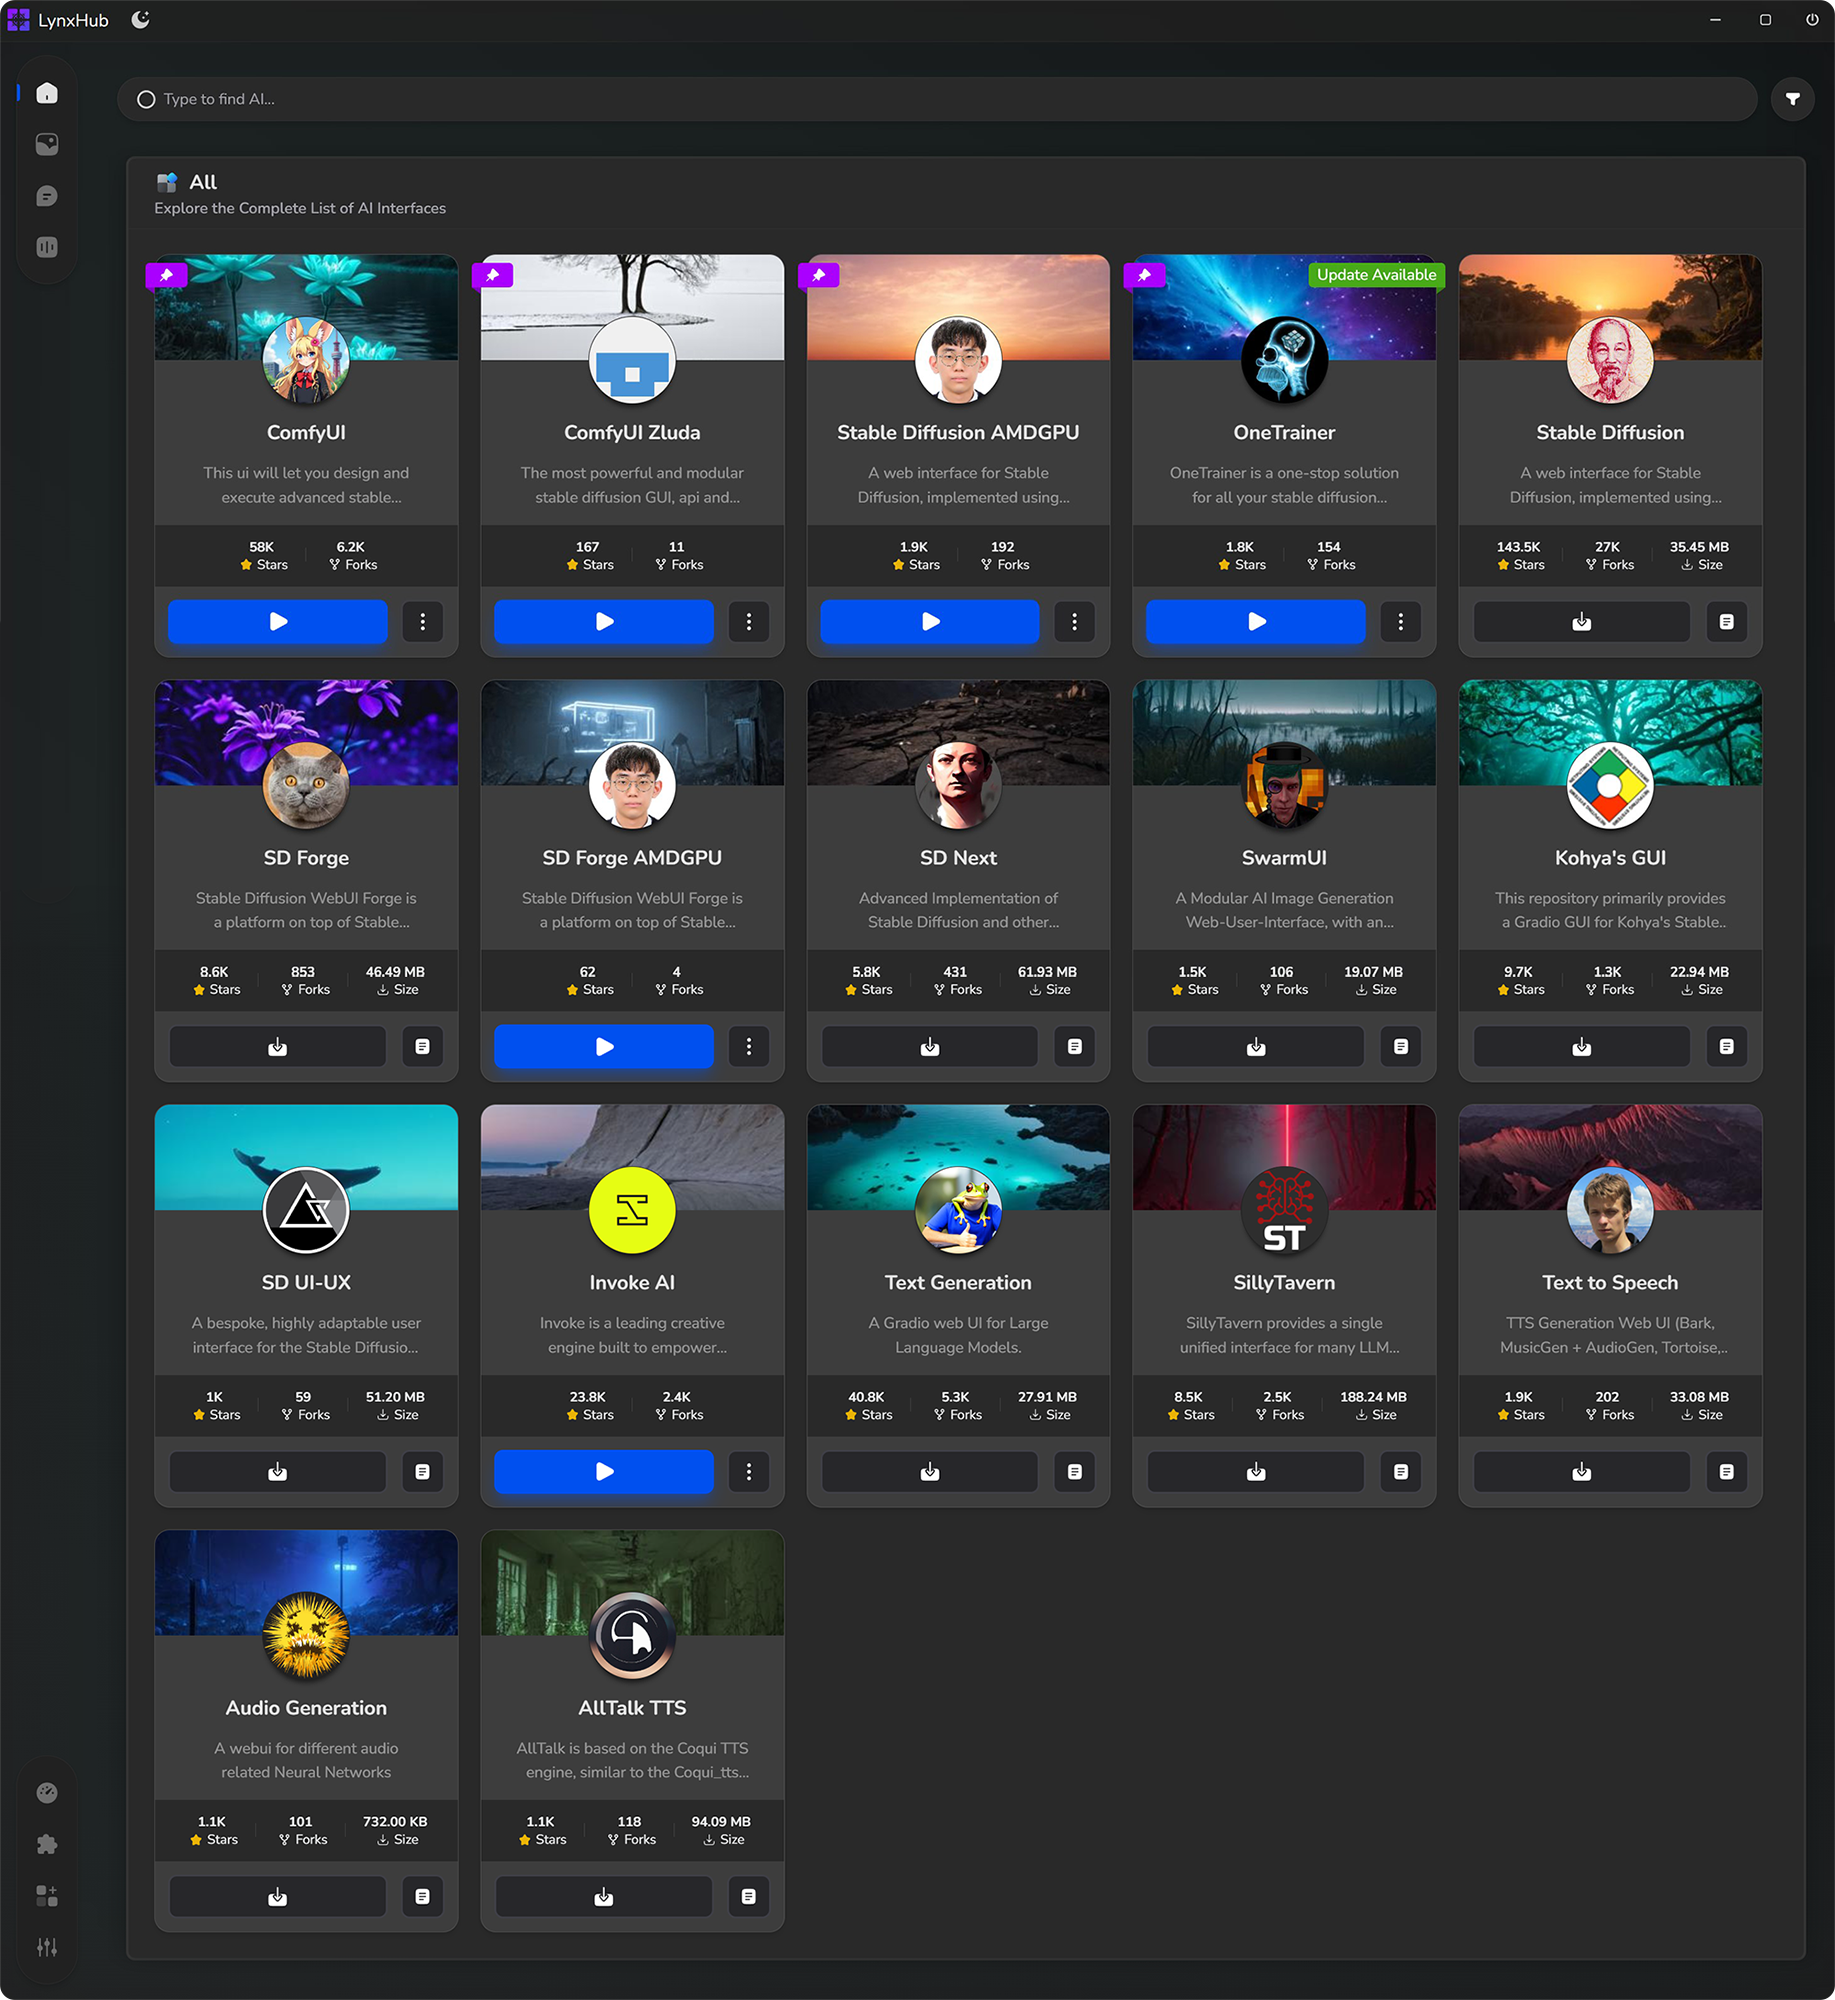 LynxHub
Type to find AI...
All
Explore the Complete List of AI Interfaces
ComfyUI
This ui will let you design and
execute advanced stable...
58K
6.2K
Stars
Forks
ComfyUI Zluda
The most powerful and modular
stable diffusion GUI, api and...
167
11
Stars
Forks
Stable Diffusion AMDGPU
A web interface for Stable
Diffusion, implemented using...
1.9K
192
Stars
Forks
Update Available
OneTrainer
OneTrainer is a one-stop solution
for all your stable diffusion...
1.8K
154
Stars
Forks
Stable Diffusion
A web interface for Stable
Diffusion, implemented using...
143.5K
27K
35.45 MB
Stars
Forks
Size
SD Forge
Stable Diffusion WebUI Forge is
a platform on top of Stable...
8.6K
853
46.49 MB
Stars
Forks
Size
SD Forge AMDGPU
Stable Diffusion WebUI Forge is
a platform on top of Stable...
62
4
Stars
Forks
SD Next
Advanced Implementation of
Stable Diffusion and other...
5.8K
431
61.93 MB
Stars
Forks
Size
SwarmUI
A Modular AI Image Generation
Web-User-Interface, with an...
1.5K
106
19.07 MB
Stars
Forks
Size
Kohya's GUI
This repository primarily provides
a Gradio GUI for Kohya's Stable..
9.7K
1.3K
22.94 MB
Stars
Forks
Size
SD UI-UX
A bespoke, highly adaptable user
interface for the Stable Diffusio...
1K
59
51.20 MB
Stars
Forks
Size
Invoke AI
Invoke is a leading creative
engine built to empower...
23.8K
2.4K
Stars
Forks
Text Generation
A Gradio web UI for Large
Language Models.
40.8K
5.3K
27.91 MB
Stars
Forks
Size
ST
SillyTavern
SillyTavern provides a single
unified interface for many LLM...
8.5K
2.5K
188.24 MB
Stars
Forks
Size
Text to Speech
TTS Generation Web UI (Bark,
MusicGen + AudioGen, Tortoise,..
1.9K
202
33.08 MB
Stars
Forks
Size
Audio Generation
A webui for different audio
related Neural Networks
1.1K
101
732.00 KB
Stars
Forks
Size
AllTalk TTS
AllTalk is based on the Coqui TTS
engine, similar to the Coqui_tts...
1.1K
118
94.09 MB
Stars
Forks
Size